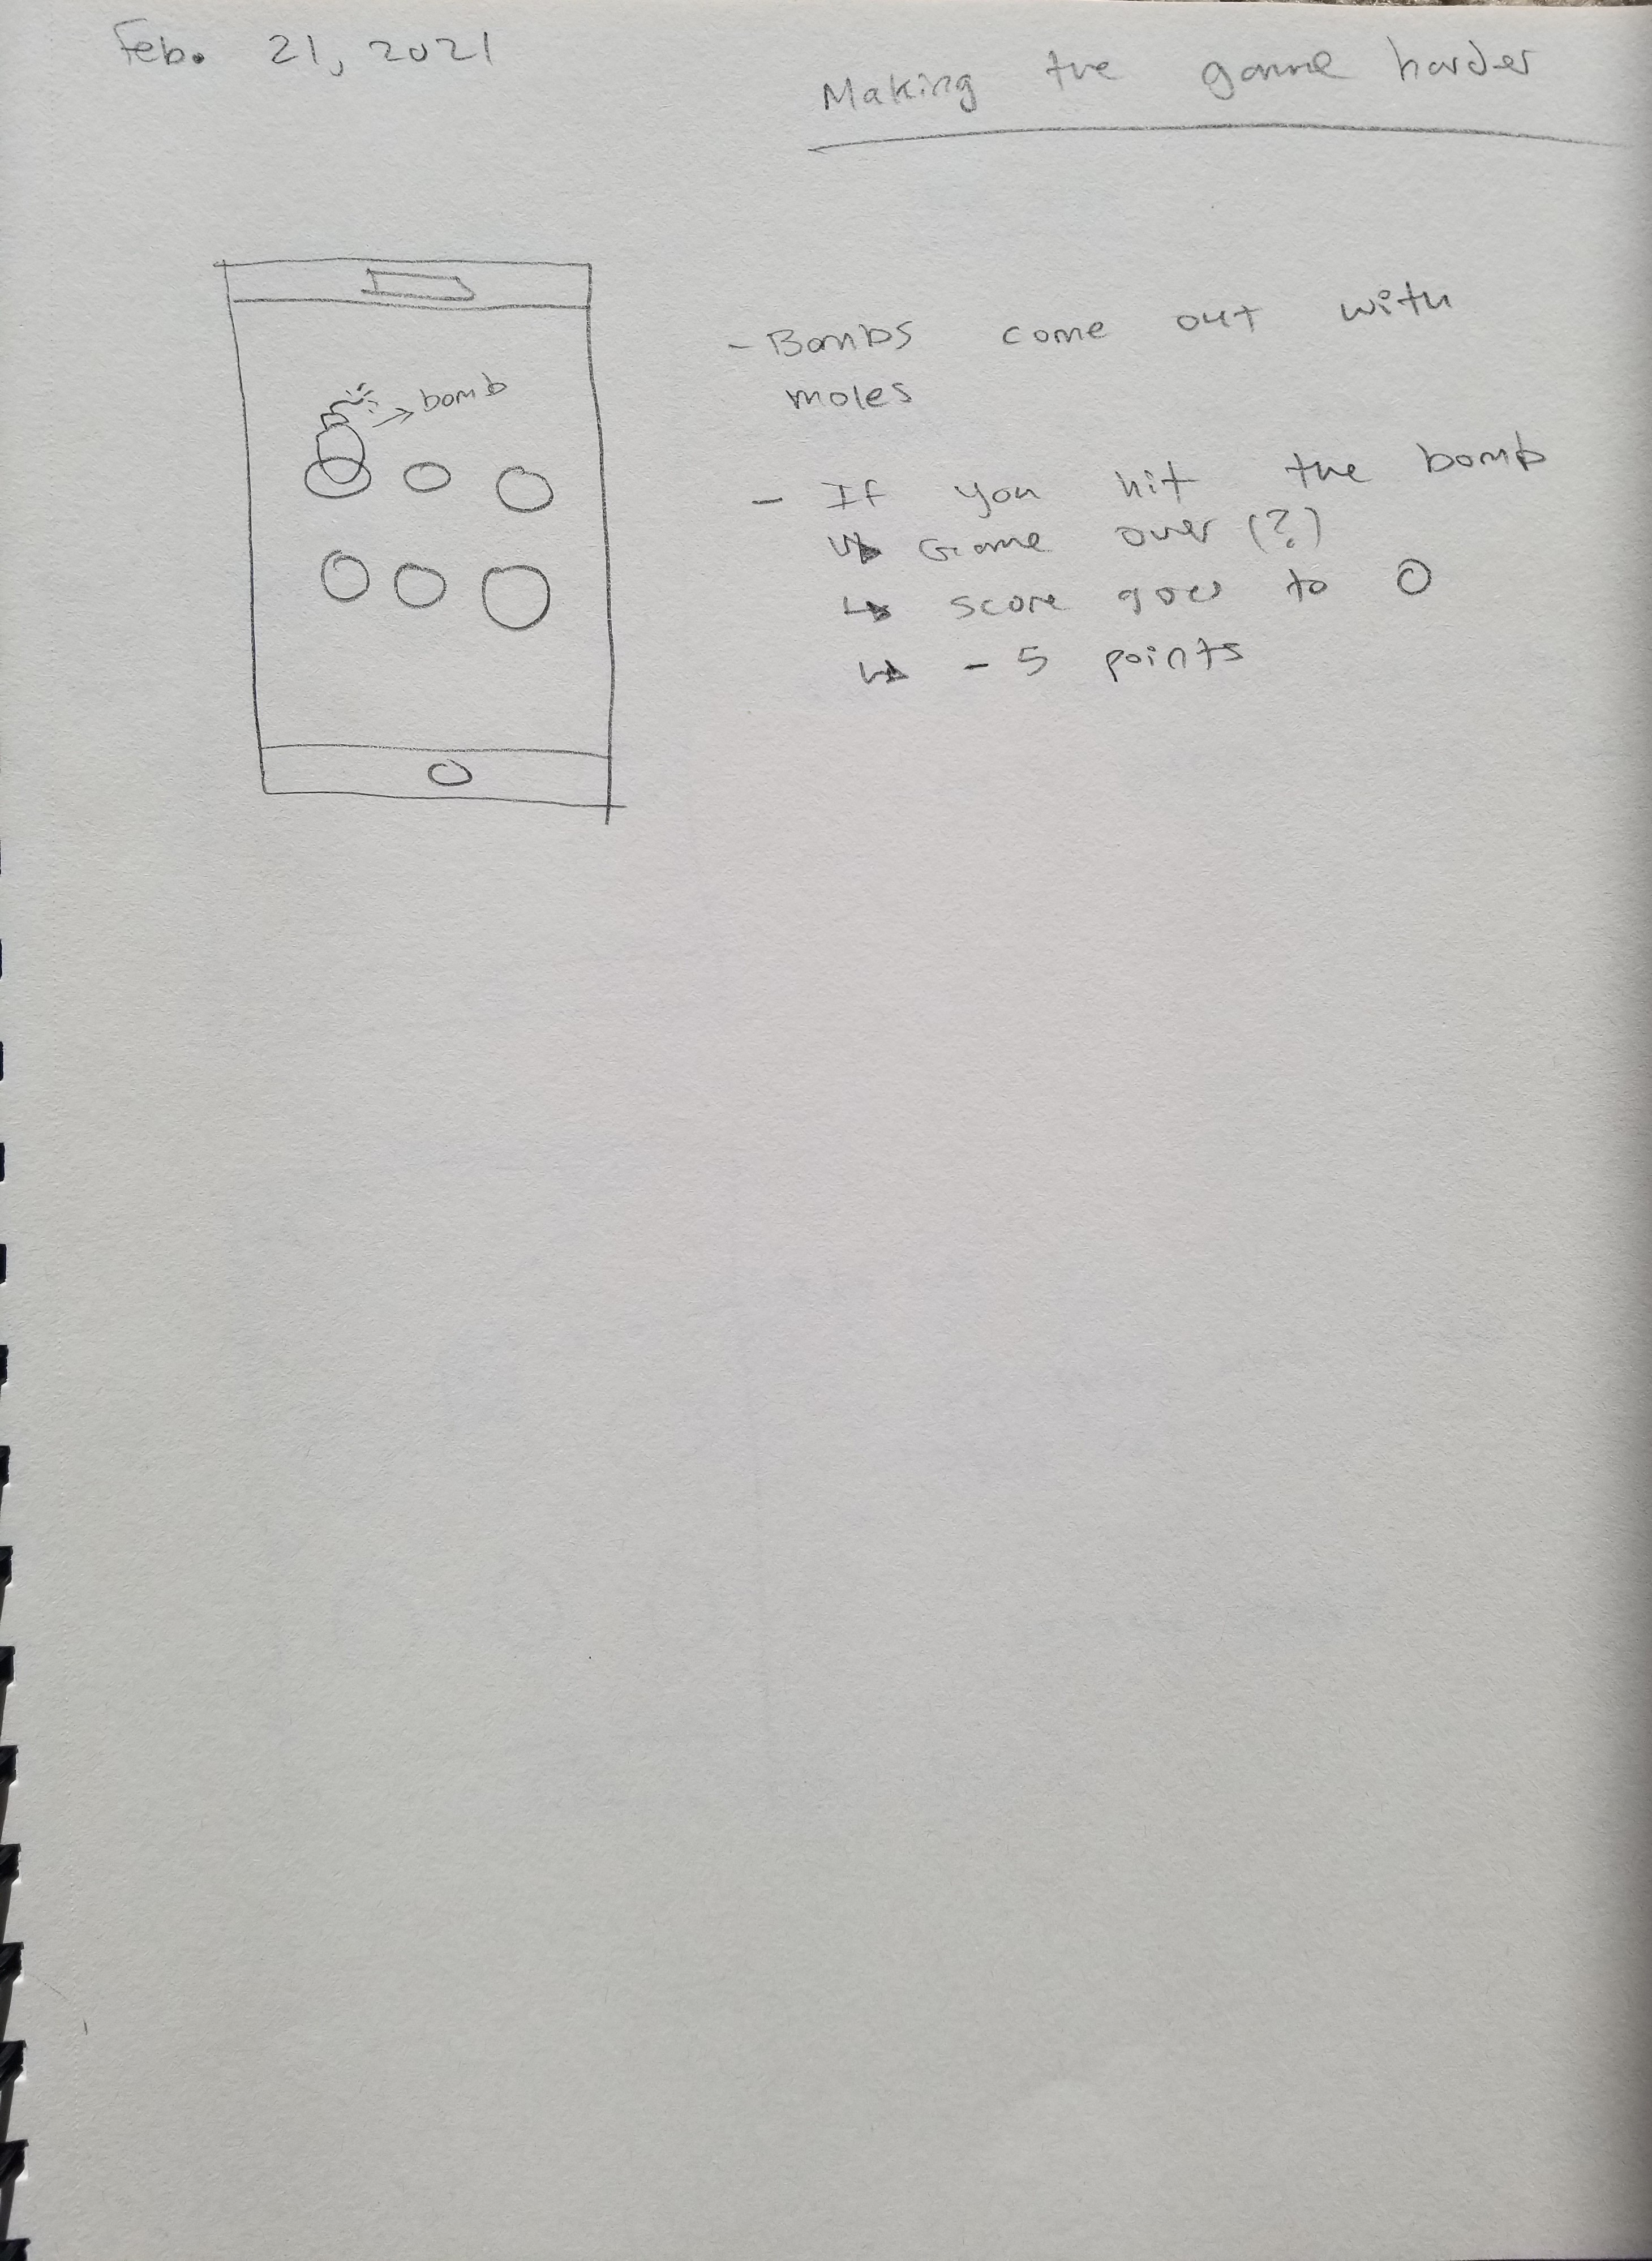 Feb. 21, 2021
Making the game harder
bomb
- Bombs come out with
moles
- If you hit the bomb
↳ Game over (?)
↳ score goes to 0
↳ - 5 points